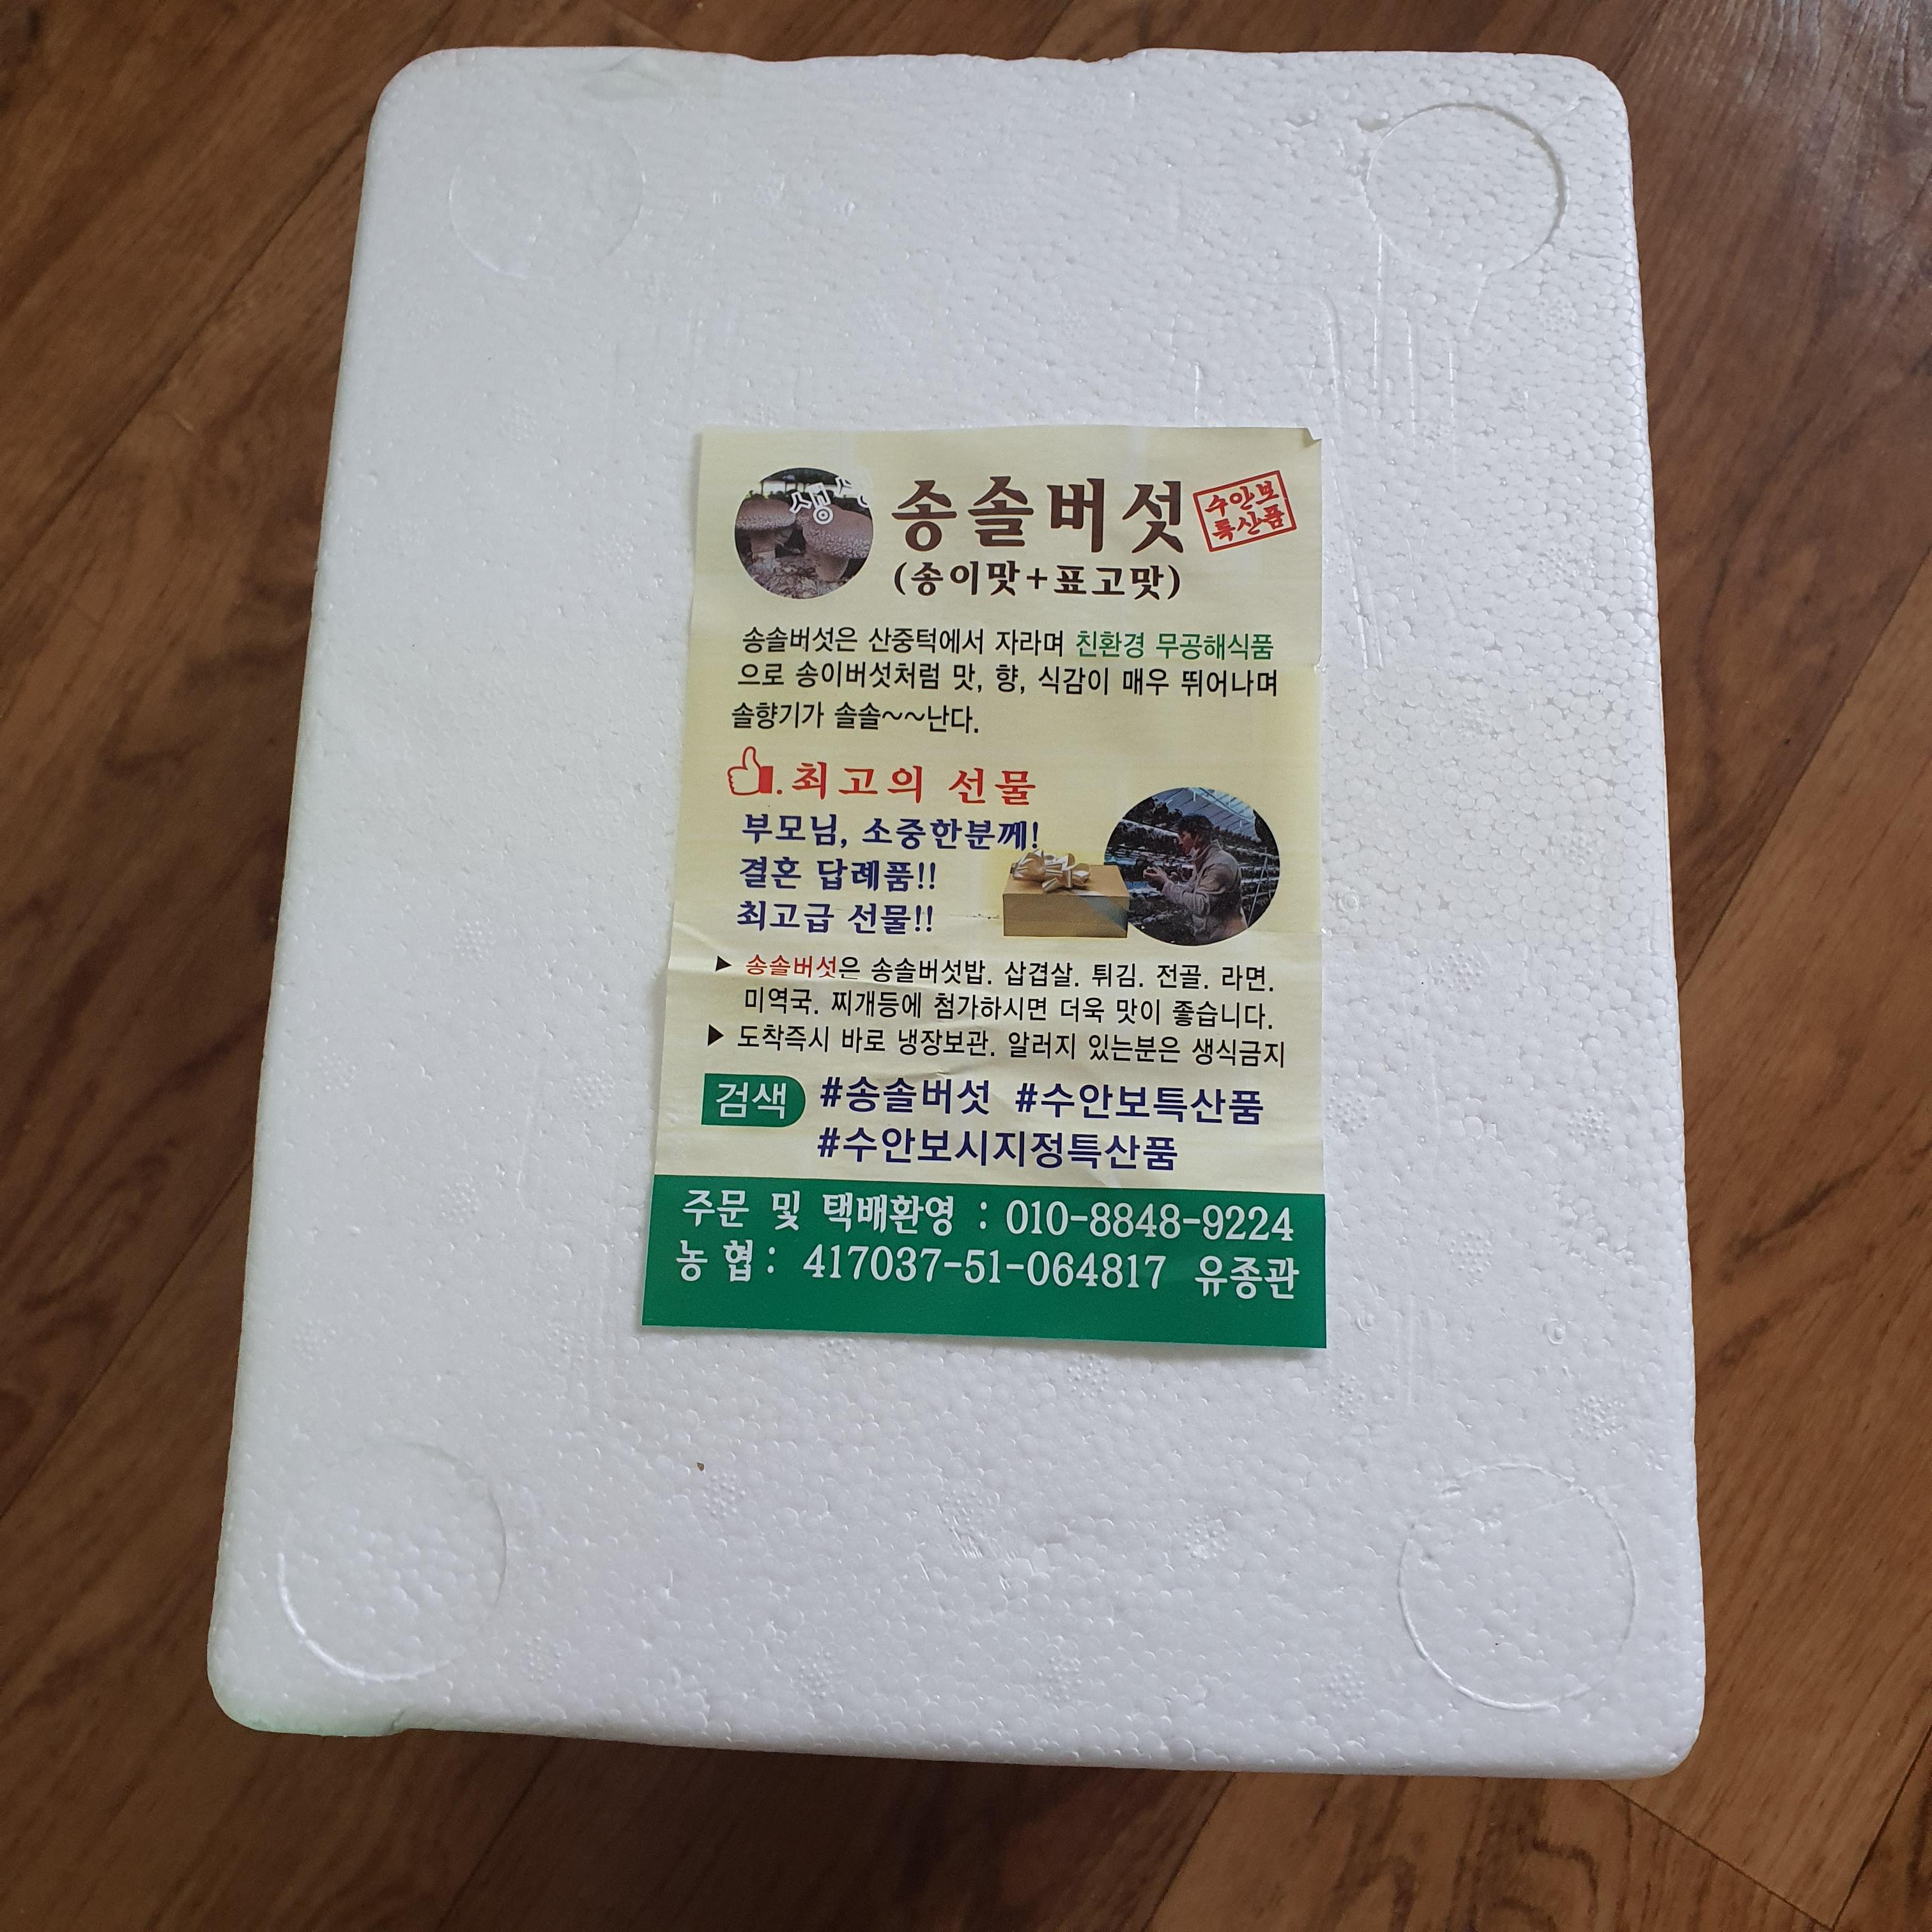 생생
송솔버섯
수안보
특산품
(송이맛+표고맛)
송솔버섯은 산중턱에서 자라며 친환경 무공해식품
으로 송이버섯처럼 맛, 향, 식감이 매우 뛰어나며
솔향기가 솔솔~~난다.
.최고의 선물
부모님, 소중한분께!
결혼 답례품!!
최고급 선물!!
▶ 송솔버섯은 송솔버섯밥. 삽겹살. 튀김. 전골. 라면.
미역국. 찌개등에 첨가하시면 더욱 맛이 좋습니다.
▶ 도착즉시 바로 냉장보관. 알러지 있는분은 생식금지
검색 #송솔버섯 #수안보특산품
#수안보시지정특산품
주문 및 택배환영 : 010-8848-9224
농협 : 417037-51-064817 유종관